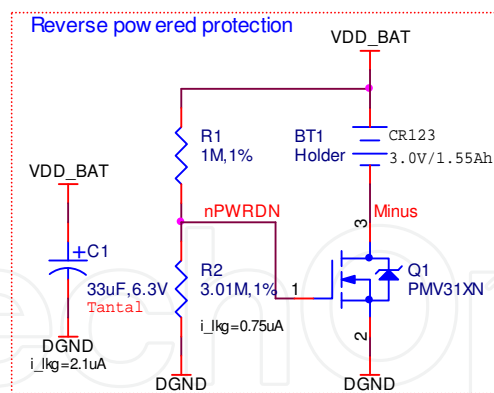 Reverse powered protection
VDD_BAT
R1
1M,1%
BT1
Holder
CR123
3.0V/1.55Ah
VDD_BAT
nPWRDN
Minus
3
+
C1
33uF,6.3V
Tantal
R2
3.01M,1%
1
Q1
PMV31XN
i_lkg=0.75uA
2
DGND
i_lkg=2.1uA
DGND
DGND